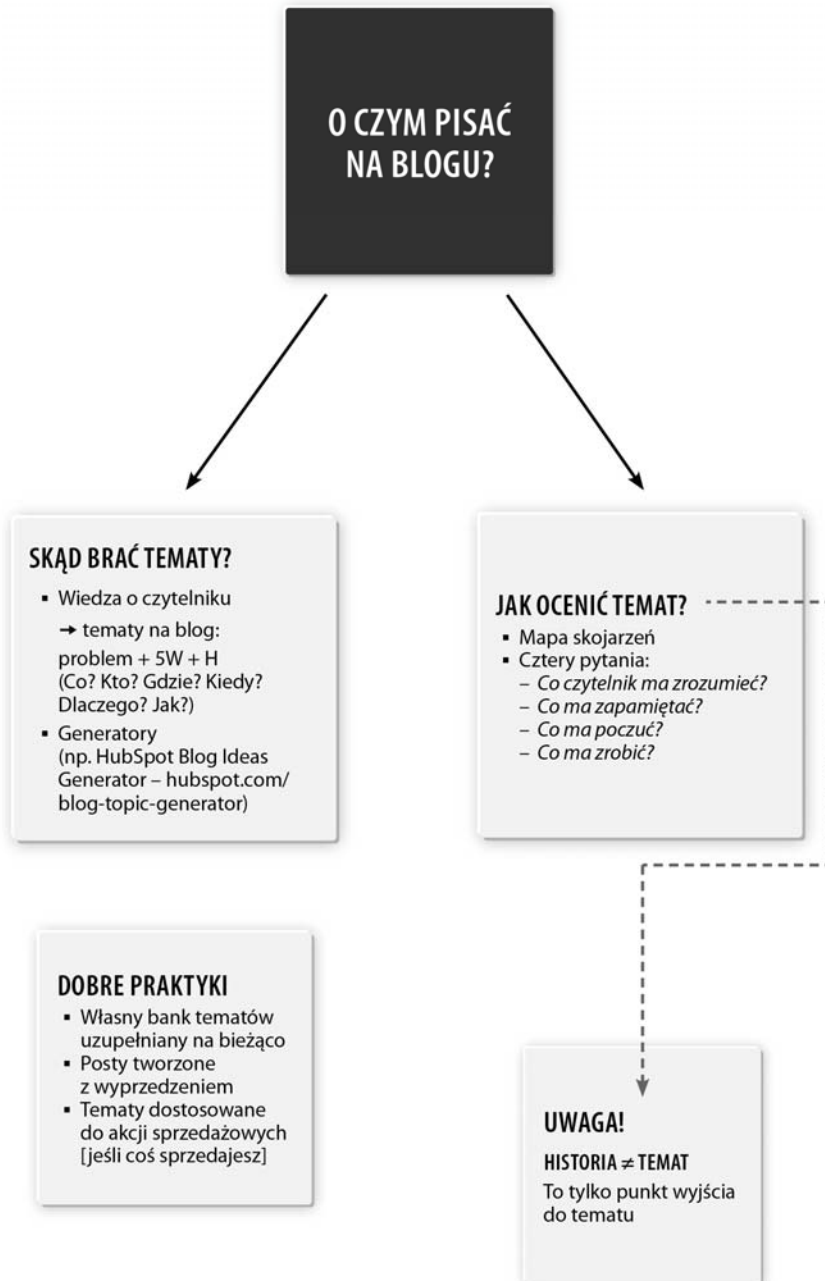 O CZYM PISAĆ
NA BLOGU?
SKĄD BRAĆ TEMATY?
▪ Wiedza o czytelniku
→ tematy na blog:
problem + 5W + H
(Co? Kto? Gdzie? Kiedy?
Dlaczego? Jak?)
▪ Generatory
(np. HubSpot Blog Ideas
Generator – hubspot.com/
blog-topic-generator)
JAK OCENIĆ TEMAT?
▪ Mapa skojarzeń
▪ Cztery pytania:
– Co czytelnik ma zrozumieć?
– Co ma zapamiętać?
– Co ma poczuć?
– Co ma zrobić?
DOBRE PRAKTYKI
▪ Własny bank tematów
uzupełniany na bieżąco
▪ Posty tworzone
z wyprzedzeniem
▪ Tematy dostosowane
do akcji sprzedażowych
[jeśli coś sprzedajesz]
UWAGA!
HISTORIA ≠ TEMAT
To tylko punkt wyjścia
do tematu